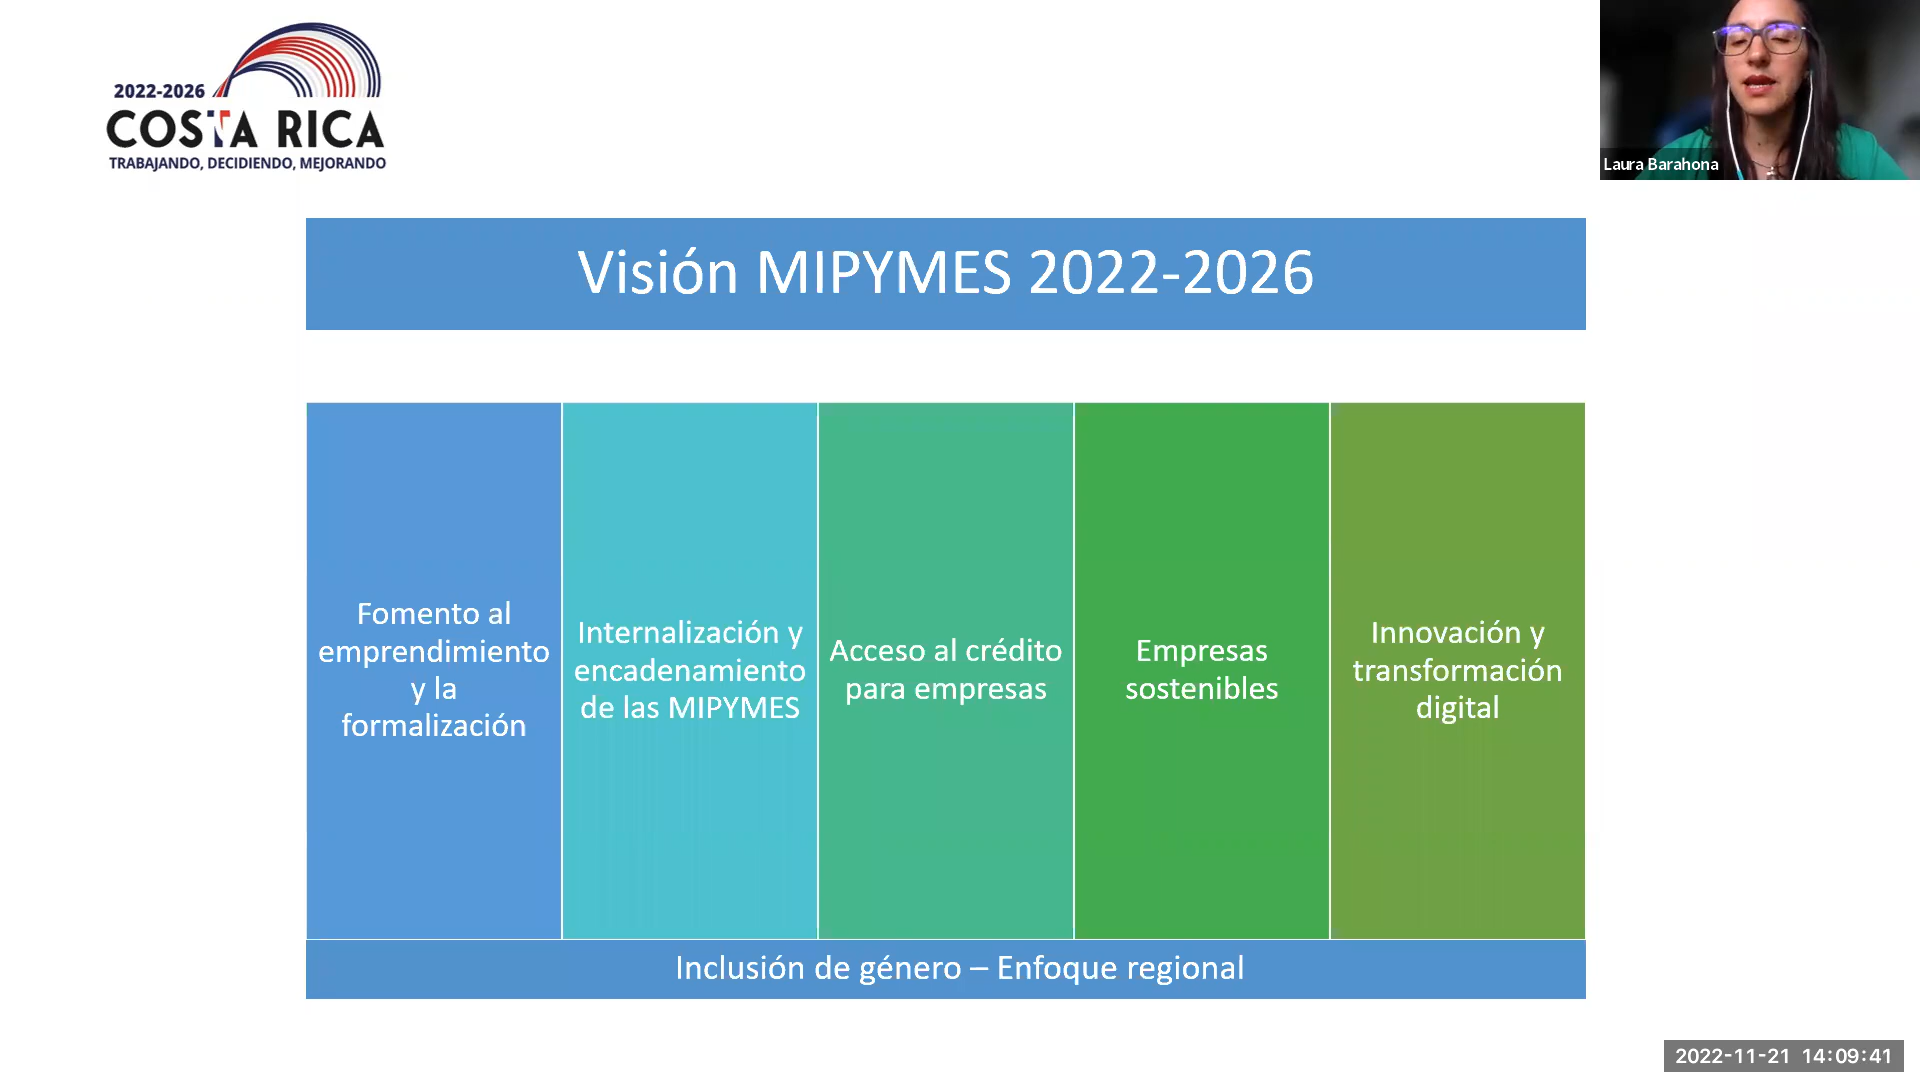 2022-2026
COSTA RICA
TRABAJANDO, DECIDIENDO, MEJORANDO
Laura Barahona
Visión MIPYMES 2022-2026
Fomento al
emprendimiento
y la
formalización
Internalización y
encadenamiento
de las MIPYMES
Acceso al crédito
para empresas
Empresas
sostenibles
Innovación y
transformación
digital
Inclusión de género – Enfoque regional
2022-11-21 14:09:41